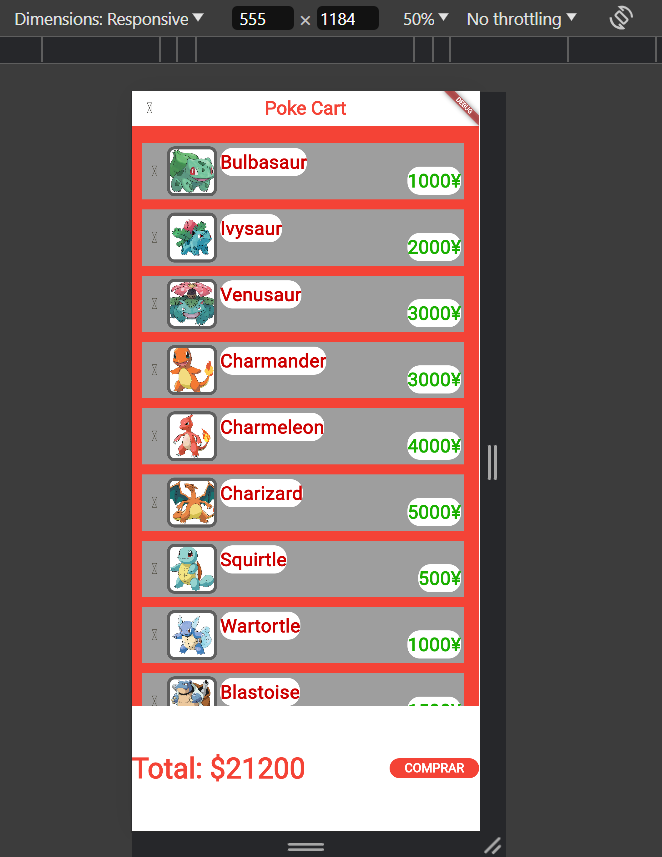 Dimensions: Responsive 555 × 1184 50% No throttling
Poke Cart
DEBUG
Bulbasaur
1000¥
Ivysaur
2000¥
Venusaur
3000¥
Charmander
3000¥
Charmeleon
4000¥
Charizard
5000¥
Squirtle
500¥
Wartortle
1000¥
Blastoise
Total: $21200
COMPRAR